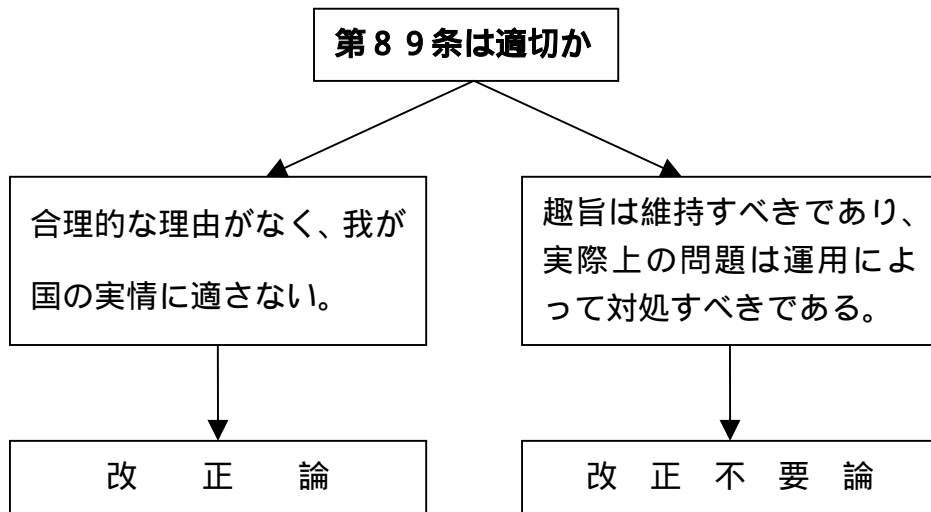 第８９条は適切か
合理的な理由がなく、我が
国の実情に適さない。
趣旨は維持すべきであり、
実際上の問題は運用によ
って対処すべきである。
改　正　論
改　正　不　要　論